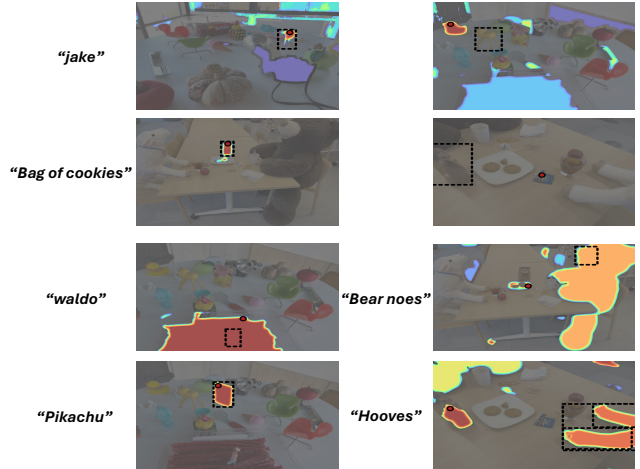 “jake”
“Bag of cookies”
“waldo”
“Bear noes”
“Pikachu”
“Hooves”